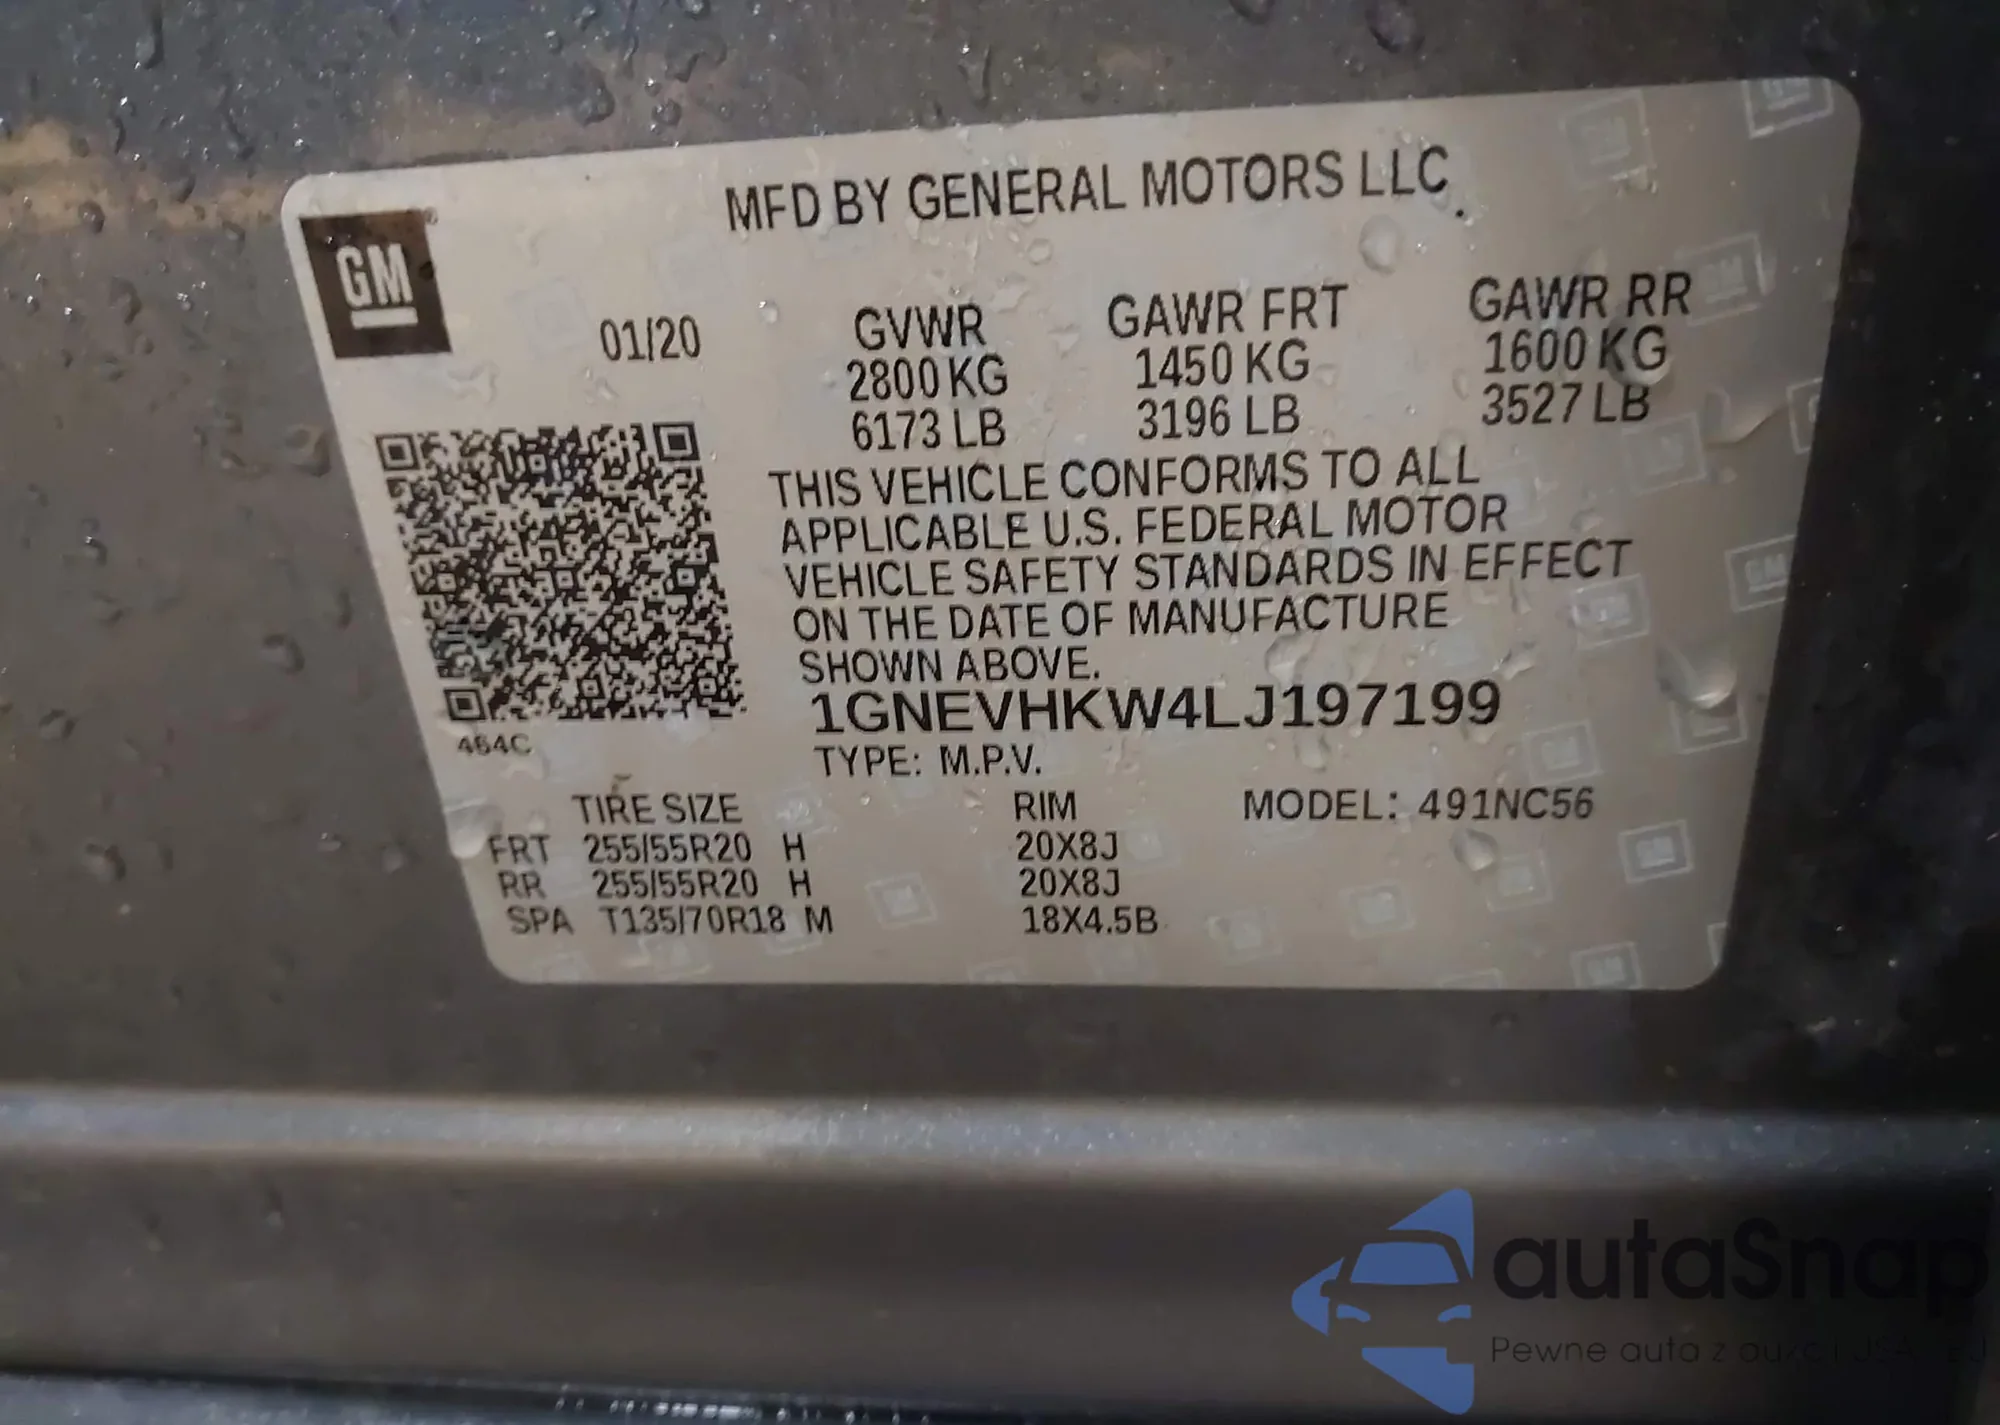 MFD BY GENERAL MOTORS LLC
GM
01/20
GVWR GAWR FRT GAWR RR
2800 KG 1450 KG 1600 KG
6173 LB 3196 LB 3527 LB
THIS VEHICLE CONFORMS TO ALL
APPLICABLE U.S. FEDERAL MOTOR
VEHICLE SAFETY STANDARDS IN EFFECT
ON THE DATE OF MANUFACTURE
SHOWN ABOVE.
1GNEVHKW4LJ197199
464C
TYPE: M.P.V.
TIRE SIZE RIM MODEL: 491NC56
FRT 255/55R20 H 20X8J
RR 255/55R20 H 20X8J
SPA T135/70R18 M 18X4.5B
autaSnap
Pewne auta z